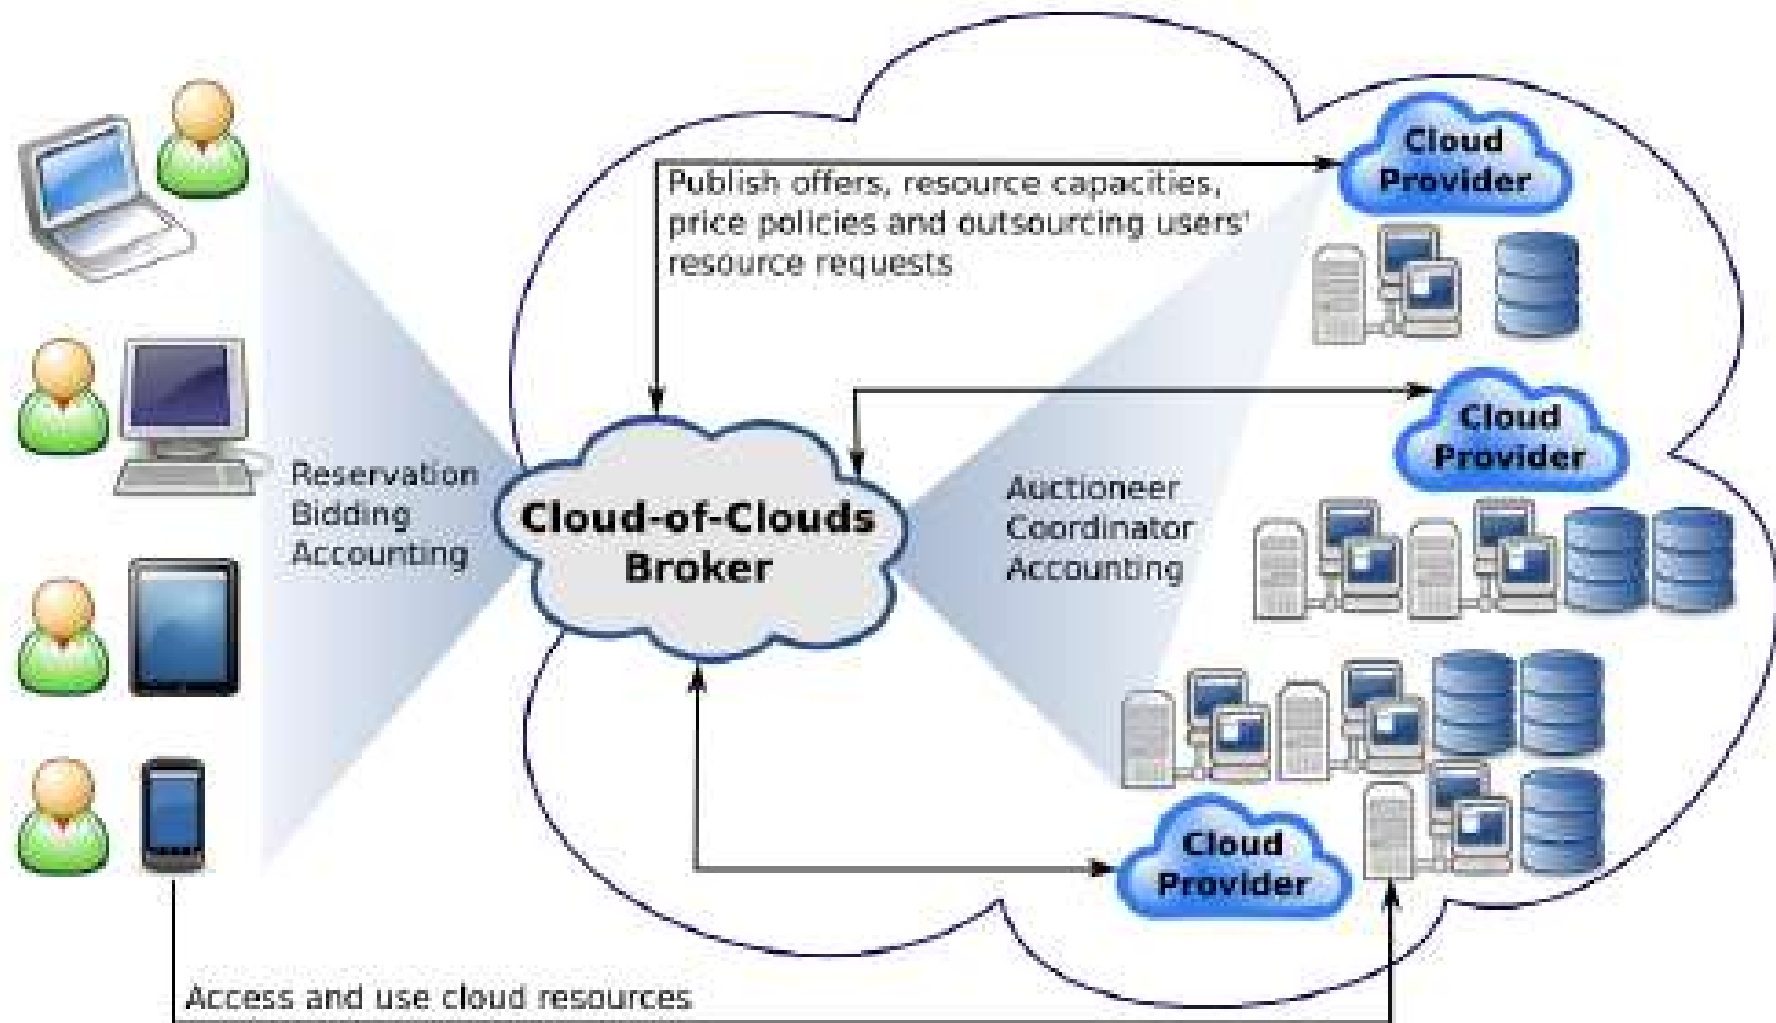 Cloud
Provider
Publish offers, resource capacities,
price policies and outsourcing users'
resource requests
Cloud
Provider
Reservation
Bidding
Accounting
Cloud-of-Clouds
Broker
Auctioneer
Coordinator
Accounting
Cloud
Provider
Access and use cloud resources